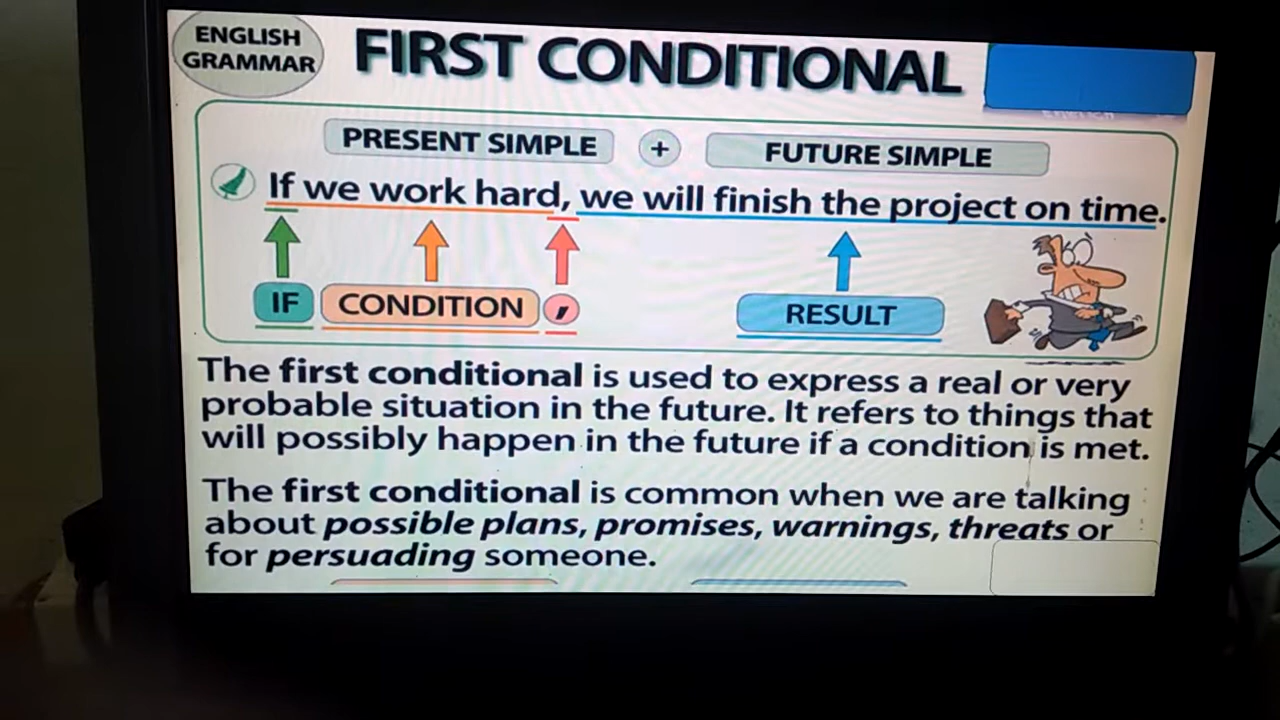 ENGLISH
GRAMMAR
FIRST CONDITIONAL
PRESENT SIMPLE + FUTURE SIMPLE
If we work hard, we will finish the project on time.
IF CONDITION , RESULT
The first conditional is used to express a real or very
probable situation in the future. It refers to things that
will possibly happen in the future if a condition is met.
The first conditional is common when we are talking
about possible plans, promises, warnings, threats or
for persuading someone.